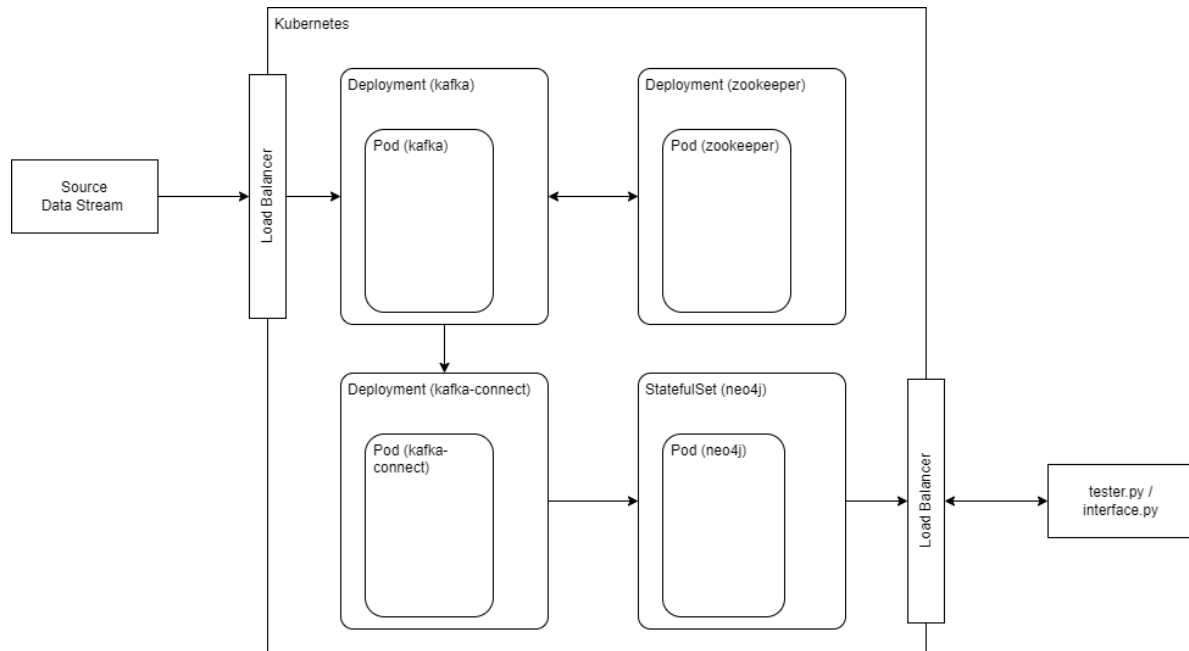 Kubernetes
Deployment (kafka)
Deployment (zookeeper)
Pod (kafka)
Pod (zookeeper)
Load Balancer
Source
Data Stream
Deployment (kafka-connect)
StatefulSet (neo4j)
Pod (kafka-
connect)
Pod (neo4j)
Load Balancer
tester.py /
interface.py